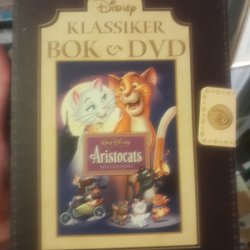 Disney
KLASSIKER
BOK & DVD
WALT DISNEY
Aristocats